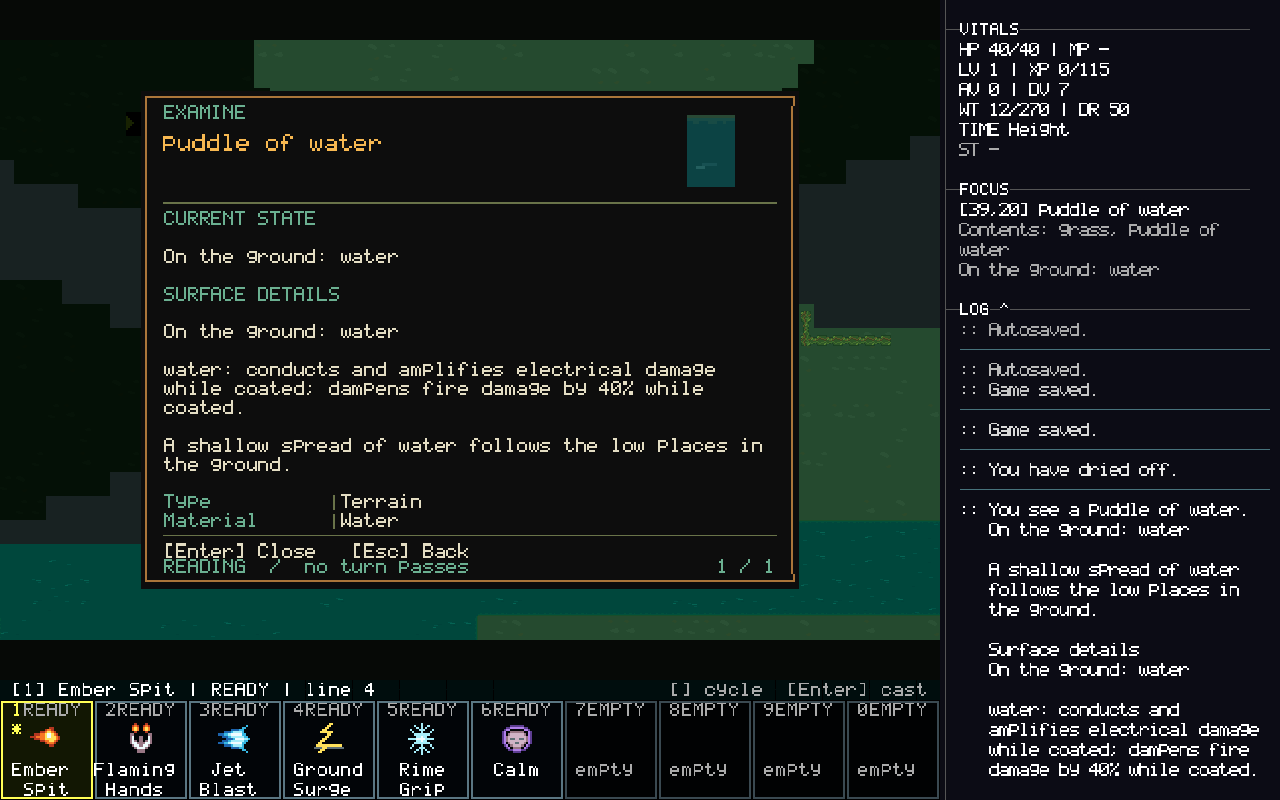 EXAMINE
Puddle of water
CURRENT STATE
On the ground: water
SURFACE DETAILS
On the ground: water
water: conducts and amplifies electrical damage
while coated; dampens fire damage by 40% while
coated.
A shallow spread of water follows the low places in
the ground.
Type |Terrain
Material |Water
[Enter] Close [Esc] Back
READING / no turn passes 1 / 1
[1] Ember Spit | READY | line 4 [] cycle [Enter] cast
1READY 2READY 3READY 4READY 5READY 6READY 7EMPTY 8EMPTY 9EMPTY 0EMPTY
*
Ember Flaming Jet Ground Rime Calm empty empty empty empty
Spit Hands Blast Surge Grip
VITALS
HP 40/40 | MP -
LV 1 | XP 0/115
AV 0 | DV 7
WT 12/270 | DR 50
TIME Height
ST -
FOCUS
[39,20] Puddle of water
Contents: grass, Puddle of
water
On the ground: water
LOG ^
:: Autosaved.
:: Autosaved.
:: Game saved.
:: Game saved.
:: You have dried off.
:: You see a Puddle of water.
On the ground: water
A shallow spread of water
follows the low places in
the ground.
Surface details
On the ground: water
water: conducts and
amplifies electrical damage
while coated; dampens fire
damage by 40% while coated.